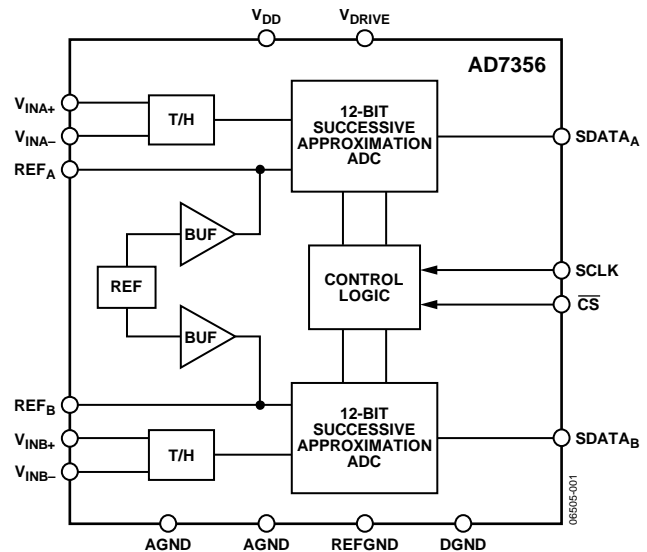 VDD
VDRIVE
AD7356
VINA+
VINA–
REFA
T/H
12-BIT
SUCCESSIVE
APPROXIMATION
ADC
SDATAA
BUF
REF
BUF
CONTROL
LOGIC
SCLK
CS
REFB
VINB+
VINB–
T/H
12-BIT
SUCCESSIVE
APPROXIMATION
ADC
SDATAB
06505-001
AGND
AGND
REFGND
DGND